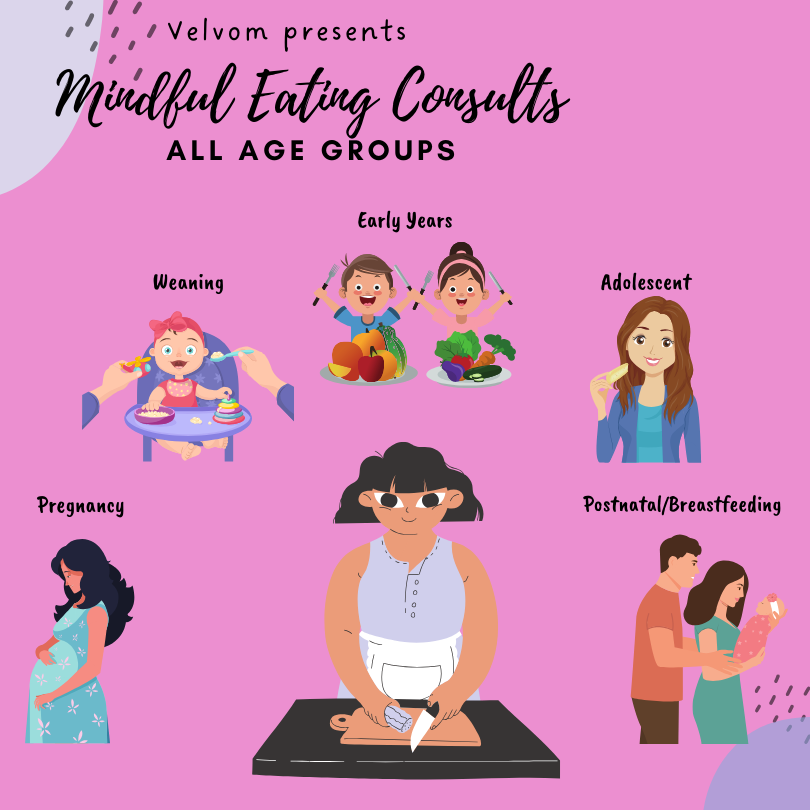 Velvom presents
Mindful Eating Consults
ALL AGE GROUPS
Early Years
Weaning
Adolescent
Pregnancy
Postnatal/Breastfeeding